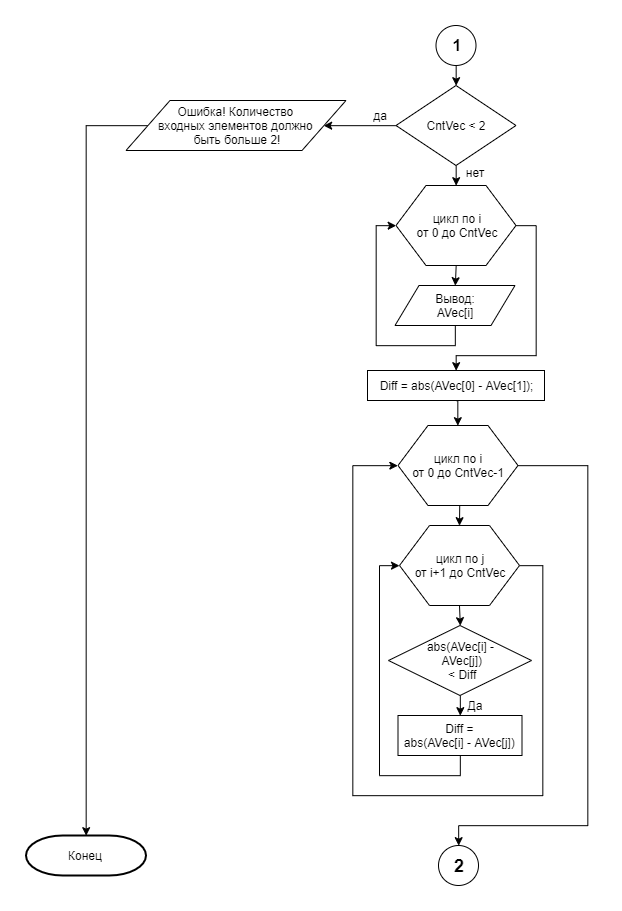 1
CntVec < 2
да
Ошибка! Количество
входных элементов должно
быть больше 2!
нет
цикл по i
от 0 до CntVec
Вывод:
AVec[i]
Diff = abs(AVec[0] - AVec[1]);
цикл по i
от 0 до CntVec-1
цикл по j
от i+1 до CntVec
abs(AVec[i] -
AVec[j])
< Diff
Да
Diff =
abs(AVec[i] - AVec[j])
Конец
2